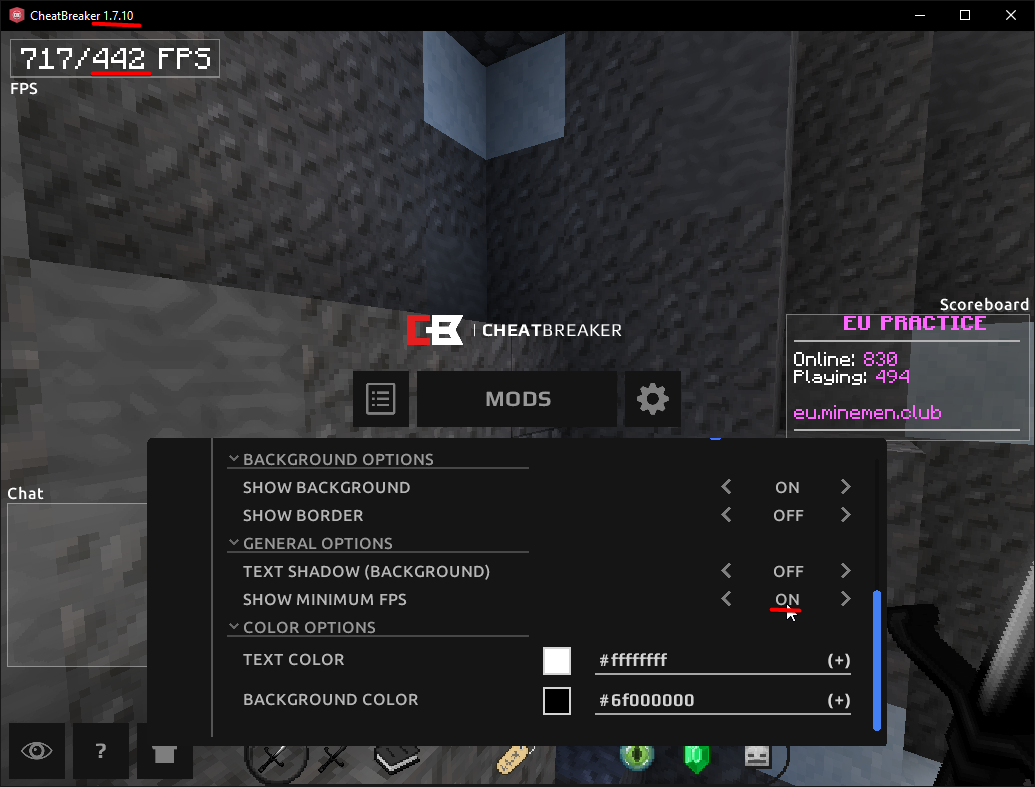 CheatBreaker 1.7.10
717/442 FPS
FPS
Scoreboard
EU PRACTICE
Online: 830
Playing: 494
eu.minemen.club
CB | CHEATBREAKER
MODS
Chat
BACKGROUND OPTIONS
SHOW BACKGROUND < ON >
SHOW BORDER < OFF >
GENERAL OPTIONS
TEXT SHADOW (BACKGROUND) < OFF >
SHOW MINIMUM FPS < ON >
COLOR OPTIONS
TEXT COLOR #ffffffff (+)
BACKGROUND COLOR #6f000000 (+)
?